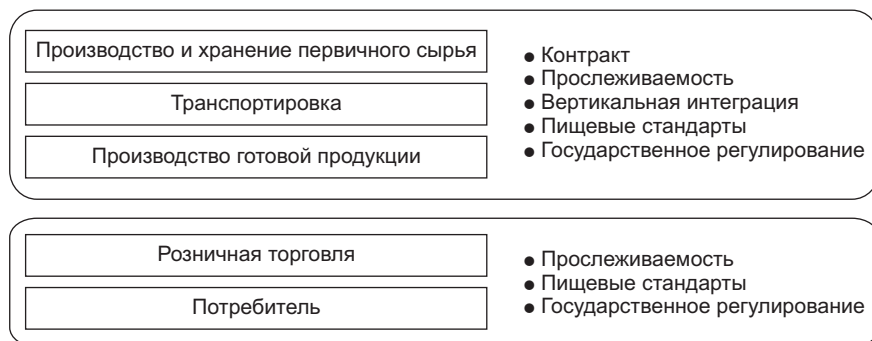 Производство и хранение первичного сырья
Транспортировка
Производство готовой продукции
● Контракт
● Прослеживаемость
● Вертикальная интеграция
● Пищевые стандарты
● Государственное регулирование
Розничная торговля
Потребитель
● Прослеживаемость
● Пищевые стандарты
● Государственное регулирование